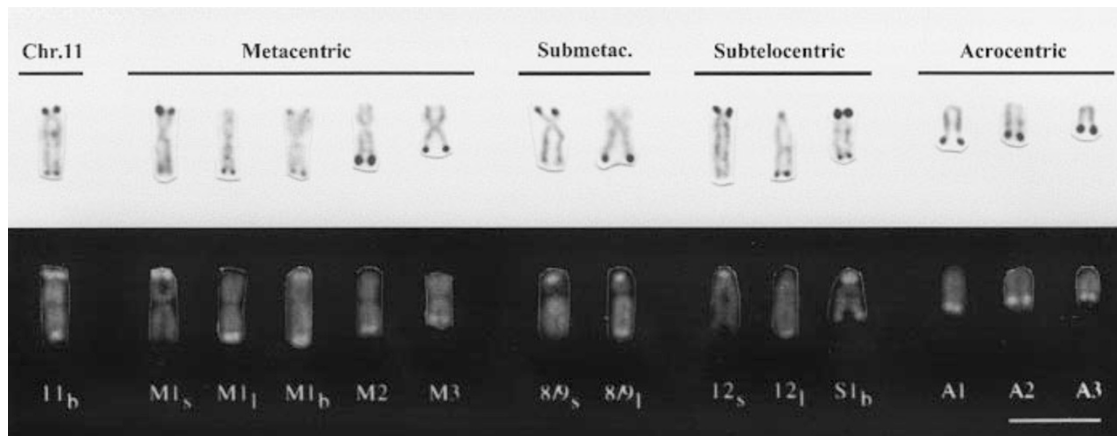 Chr.11 Metacentric Submetac. Subtelocentric Acrocentric
11b M1s M1l M1b M2 M3 8/9s 8/9l 12s 12l S1b A1 A2 A3